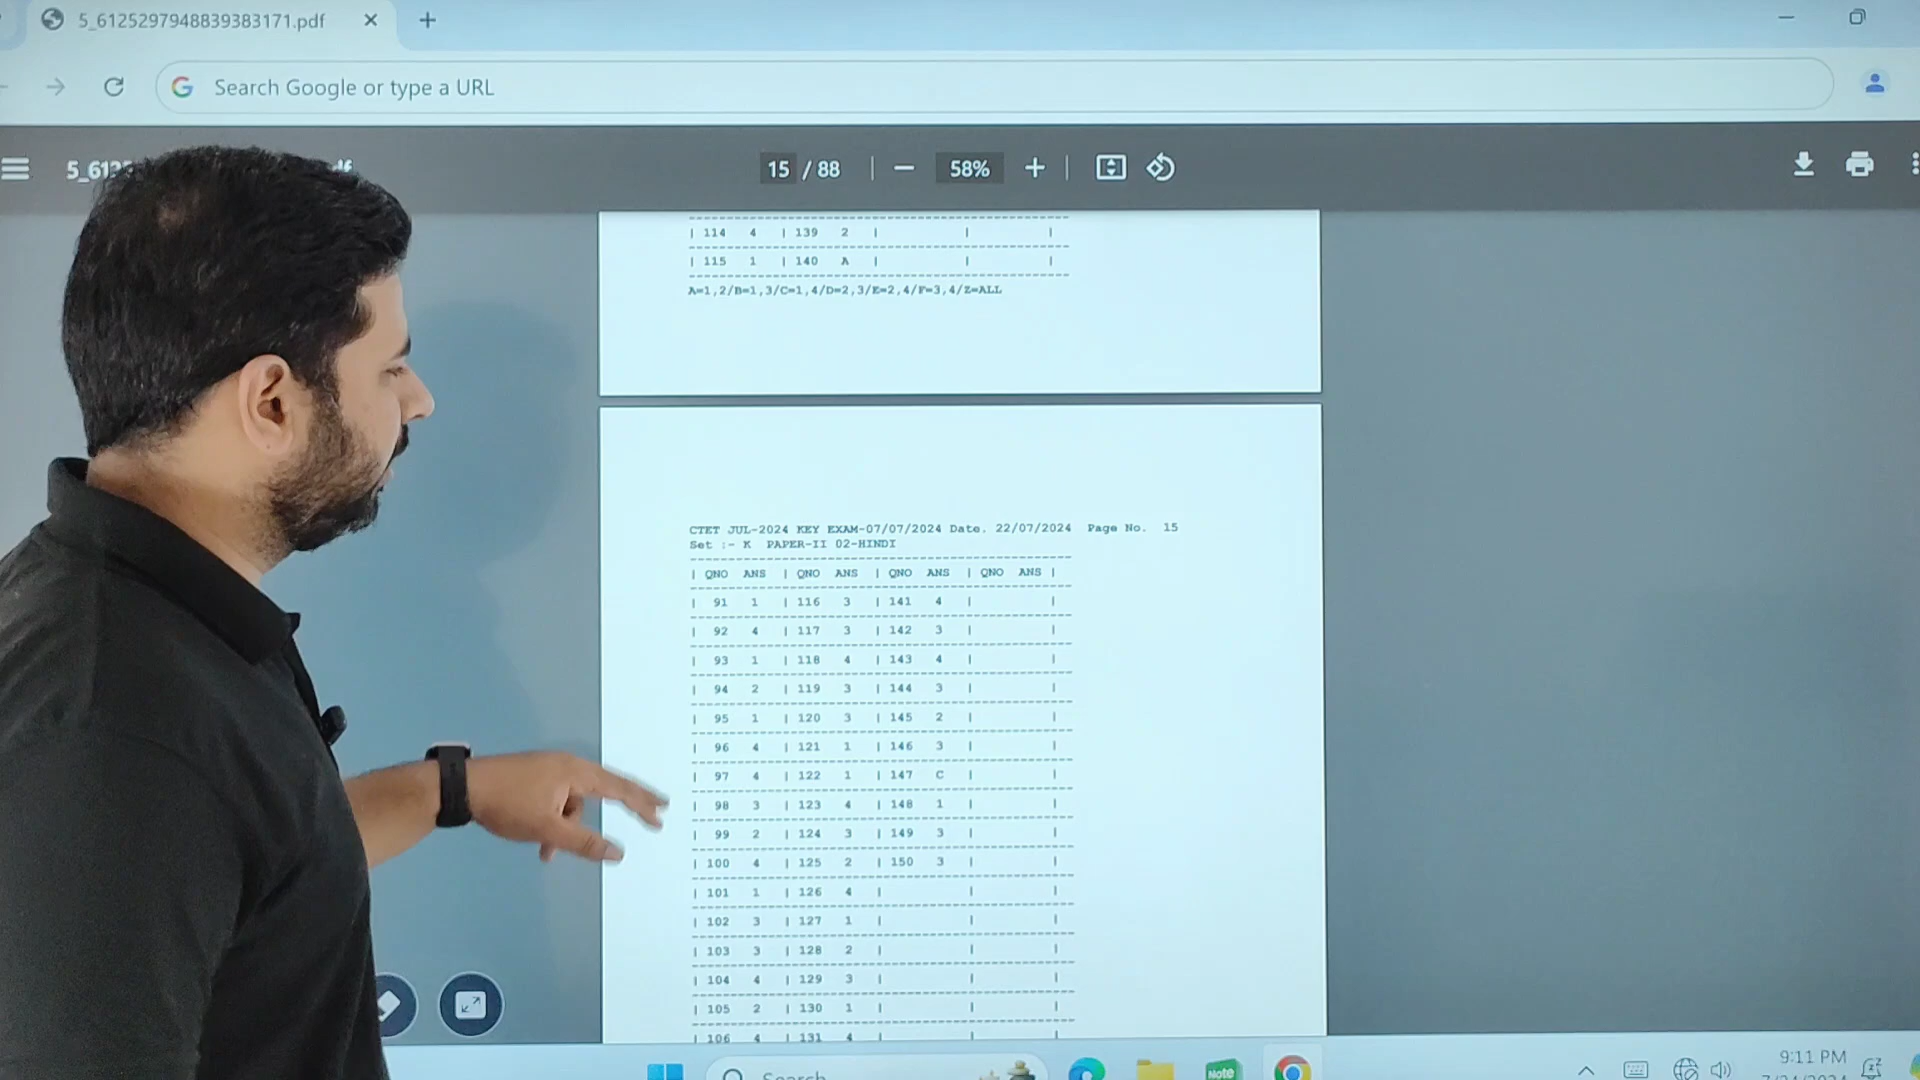 5_6125297948839383171.pdf
Search Google or type a URL
15 / 88
58%
| 114 4 | 139 2 | | |
| 115 1 | 140 A | | |
A=1,2/B=1,3/C=1,4/D=2,3/E=2,4/F=3,4/Z=ALL
CTET JUL-2024 KEY EXAM-07/07/2024 Date. 22/07/2024 Page No. 15
Set :- K PAPER-II 02-HINDI
| QNO ANS | QNO ANS | QNO ANS | QNO ANS |
| 91 1 | 116 3 | 141 4 | |
| 92 4 | 117 3 | 142 3 | |
| 93 1 | 118 4 | 143 4 | |
| 94 2 | 119 3 | 144 3 | |
| 95 1 | 120 3 | 145 2 | |
| 96 4 | 121 1 | 146 3 | |
| 97 4 | 122 1 | 147 C | |
| 98 3 | 123 4 | 148 1 | |
| 99 2 | 124 3 | 149 3 | |
| 100 4 | 125 2 | 150 3 | |
| 101 1 | 126 4 | | |
| 102 3 | 127 1 | | |
| 103 3 | 128 2 | | |
| 104 4 | 129 3 | | |
| 105 2 | 130 1 | | |
| 106 4 | 131 4 | | |
Search
Note
9:11 PM